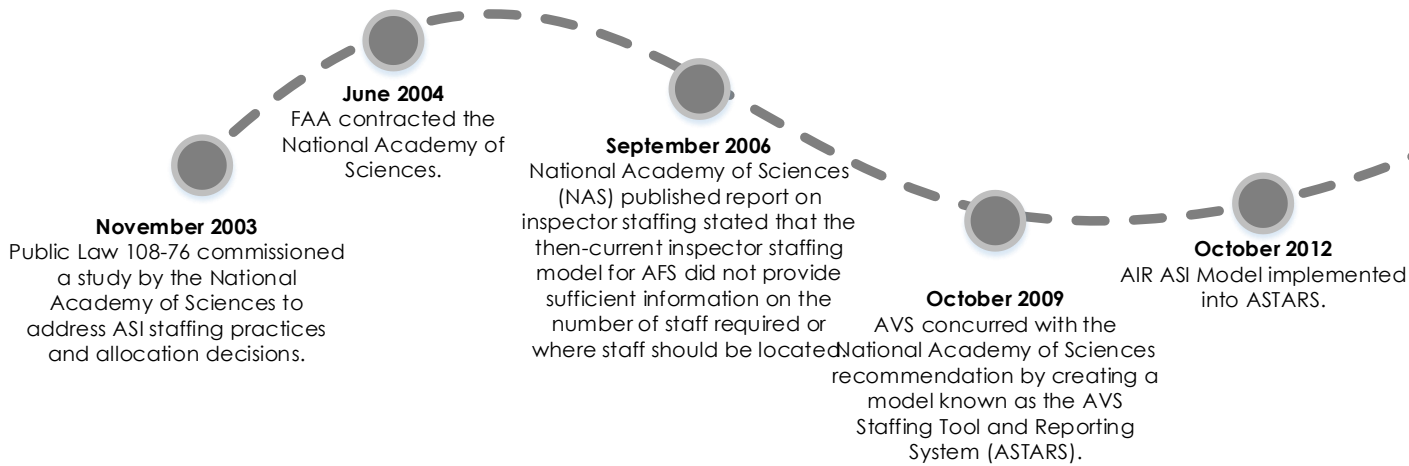 November 2003
Public Law 108-76 commissioned
a study by the National
Academy of Sciences to
address ASI staffing practices
and allocation decisions.
June 2004
FAA contracted the
National Academy of
Sciences.
September 2006
National Academy of Sciences
(NAS) published report on
inspector staffing stated that the
then-current inspector staffing
model for AFS did not provide
sufficient information on the
number of staff required or
where staff should be located.
October 2009
AVS concurred with the
National Academy of Sciences
recommendation by creating a
model known as the AVS
Staffing Tool and Reporting
System (ASTARS).
October 2012
AIR ASI Model implemented
into ASTARS.